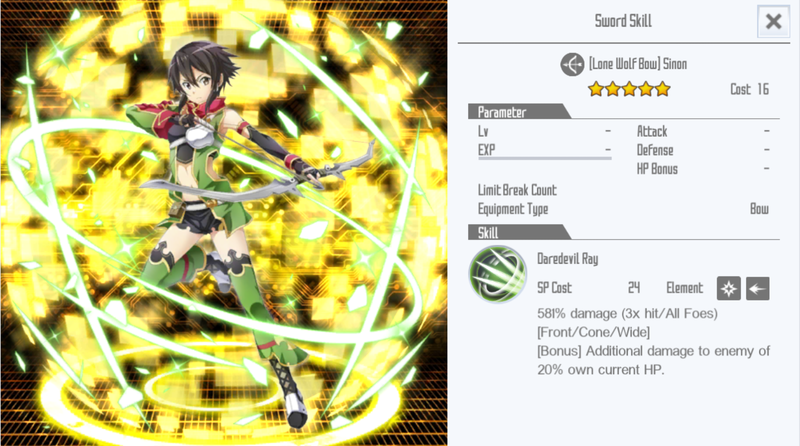 Sword Skill
[Lone Wolf Bow] Sinon
Cost 16
Parameter
Lv -
Attack -
EXP -
Defense -
HP Bonus -
Limit Break Count
Equipment Type Bow
Skill
Daredevil Ray
SP Cost 24 Element
581% damage (3x hit/All Foes)
[Front/Cone/Wide]
[Bonus] Additional damage to enemy of
20% own current HP.